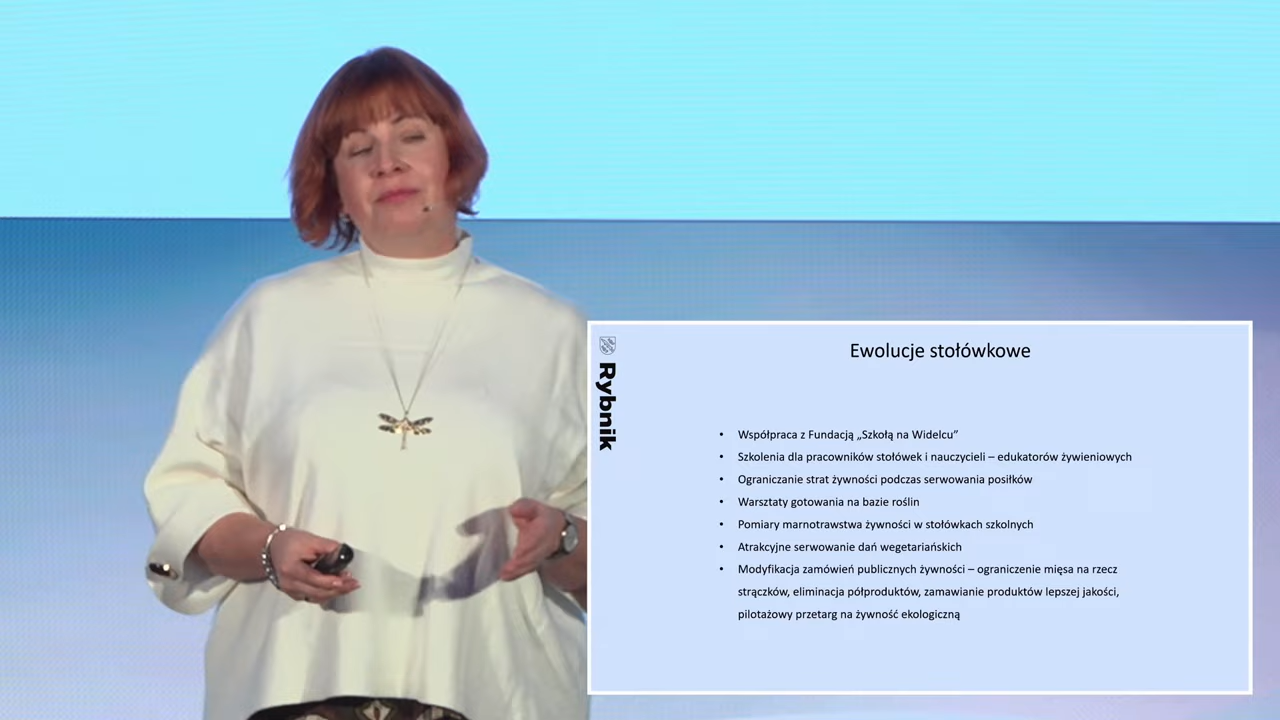 Rybnik
Ewolucje stołówkowe
• Współpraca z Fundacją „Szkołą na Widelcu”
• Szkolenia dla pracowników stołówek i nauczycieli – edukatorów żywieniowych
• Ograniczanie strat żywności podczas serwowania posiłków
• Warsztaty gotowania na bazie roślin
• Pomiary marnotrawstwa żywności w stołówkach szkolnych
• Atrakcyjne serwowanie dań wegetariańskich
• Modyfikacja zamówień publicznych żywności – ograniczenie mięsa na rzecz
strączków, eliminacja półproduktów, zamawianie produktów lepszej jakości,
pilotażowy przetarg na żywność ekologiczną